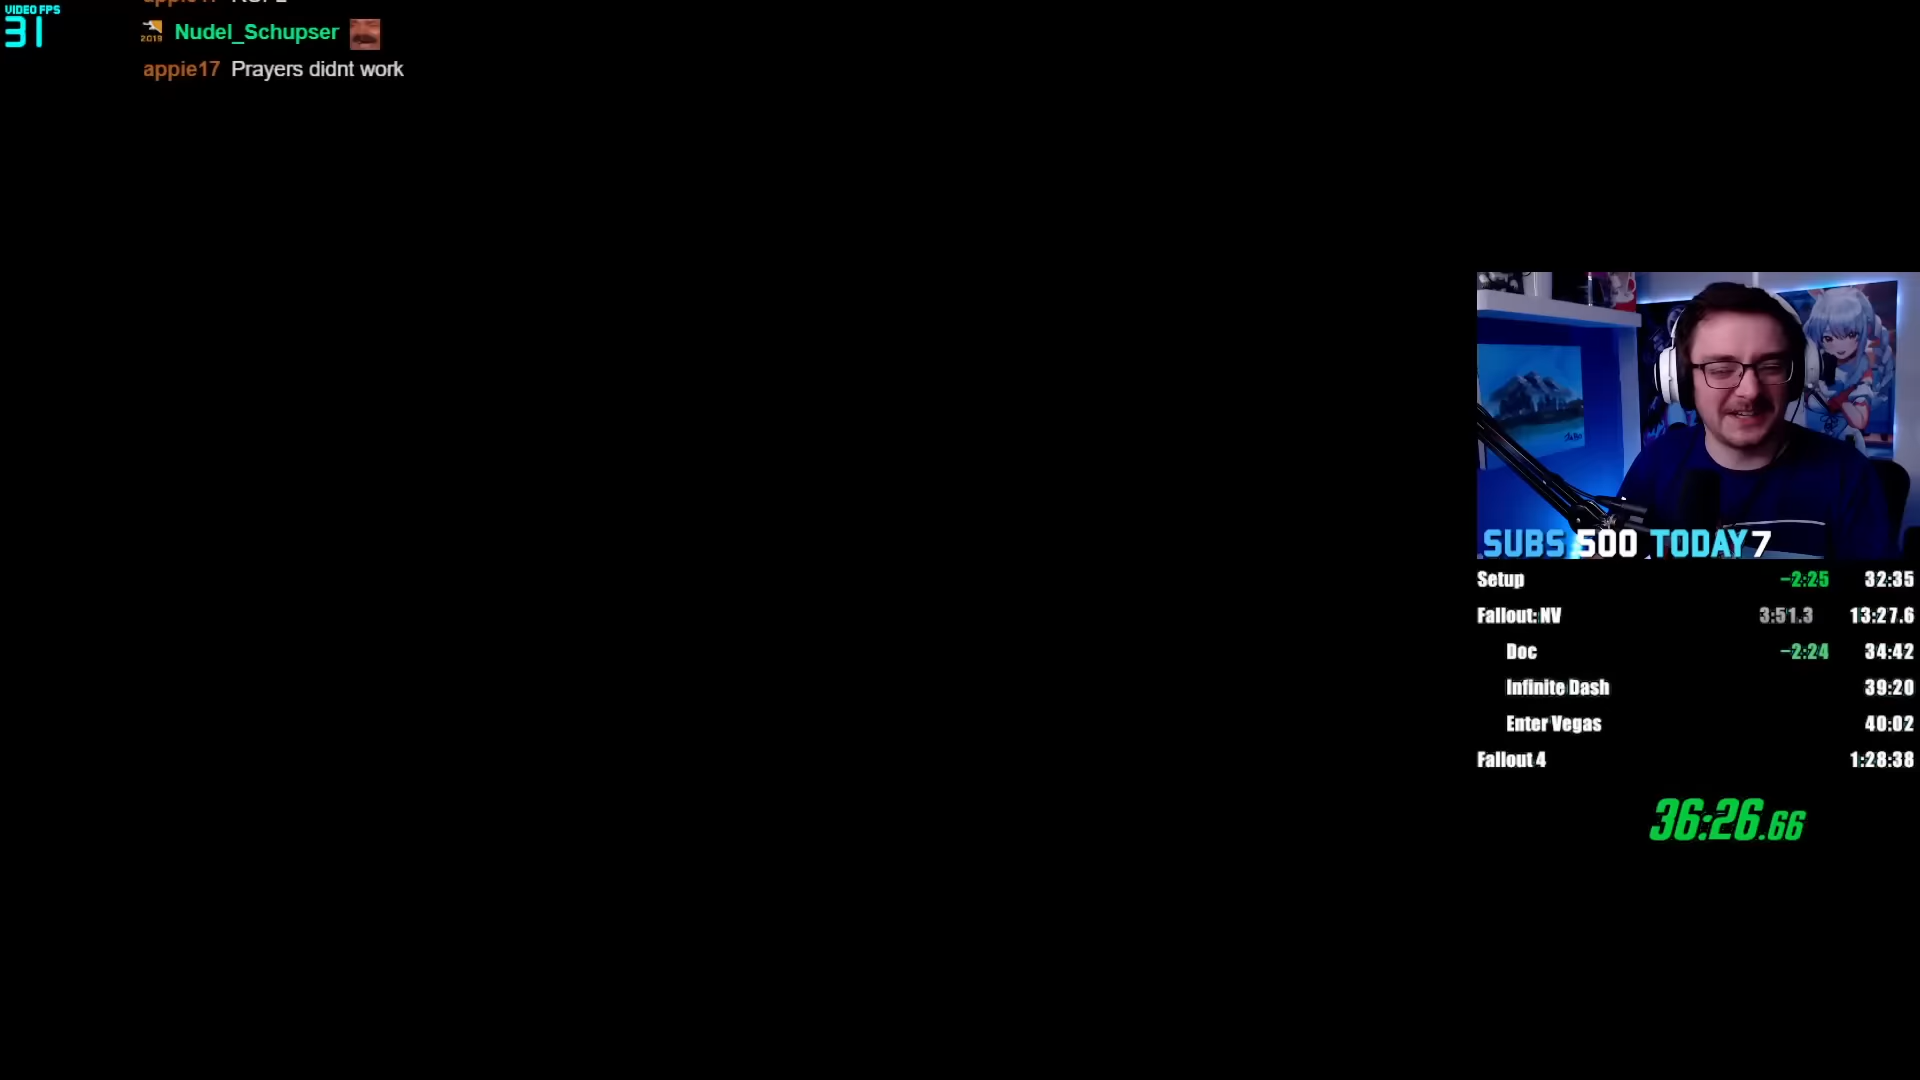 VIDEO FPS
31
2019 Nudel_Schupser
appie17 Prayers didnt work
SUBS 500 TODAY 7
Setup -2:25 32:35
Fallout: NV 3:51.3 13:27.6
Doc -2:24 34:42
Infinite Dash 39:20
Enter Vegas 40:02
Fallout 4 1:28:38
36:26.66